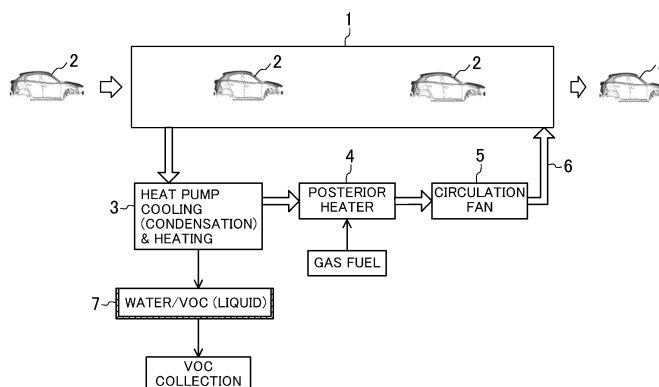 1
2
2
2
4
5
6
3
HEAT PUMP
COOLING
(CONDENSATION)
& HEATING
POSTERIOR
HEATER
CIRCULATION
FAN
GAS FUEL
7
WATER/VOC (LIQUID)
VOC
COLLECTION